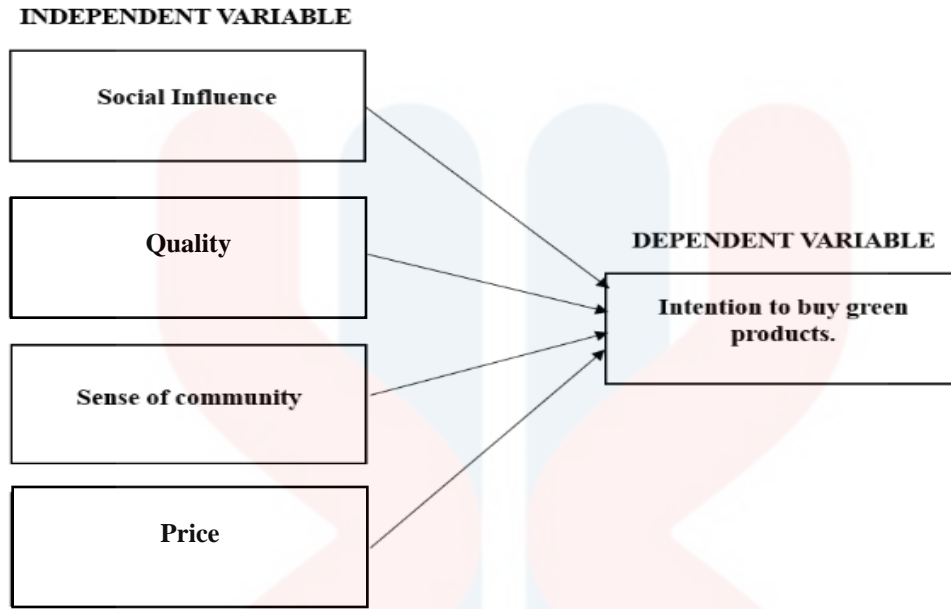 INDEPENDENT VARIABLE
Social Influence
Quality
Sense of community
Price
DEPENDENT VARIABLE
Intention to buy green
products.